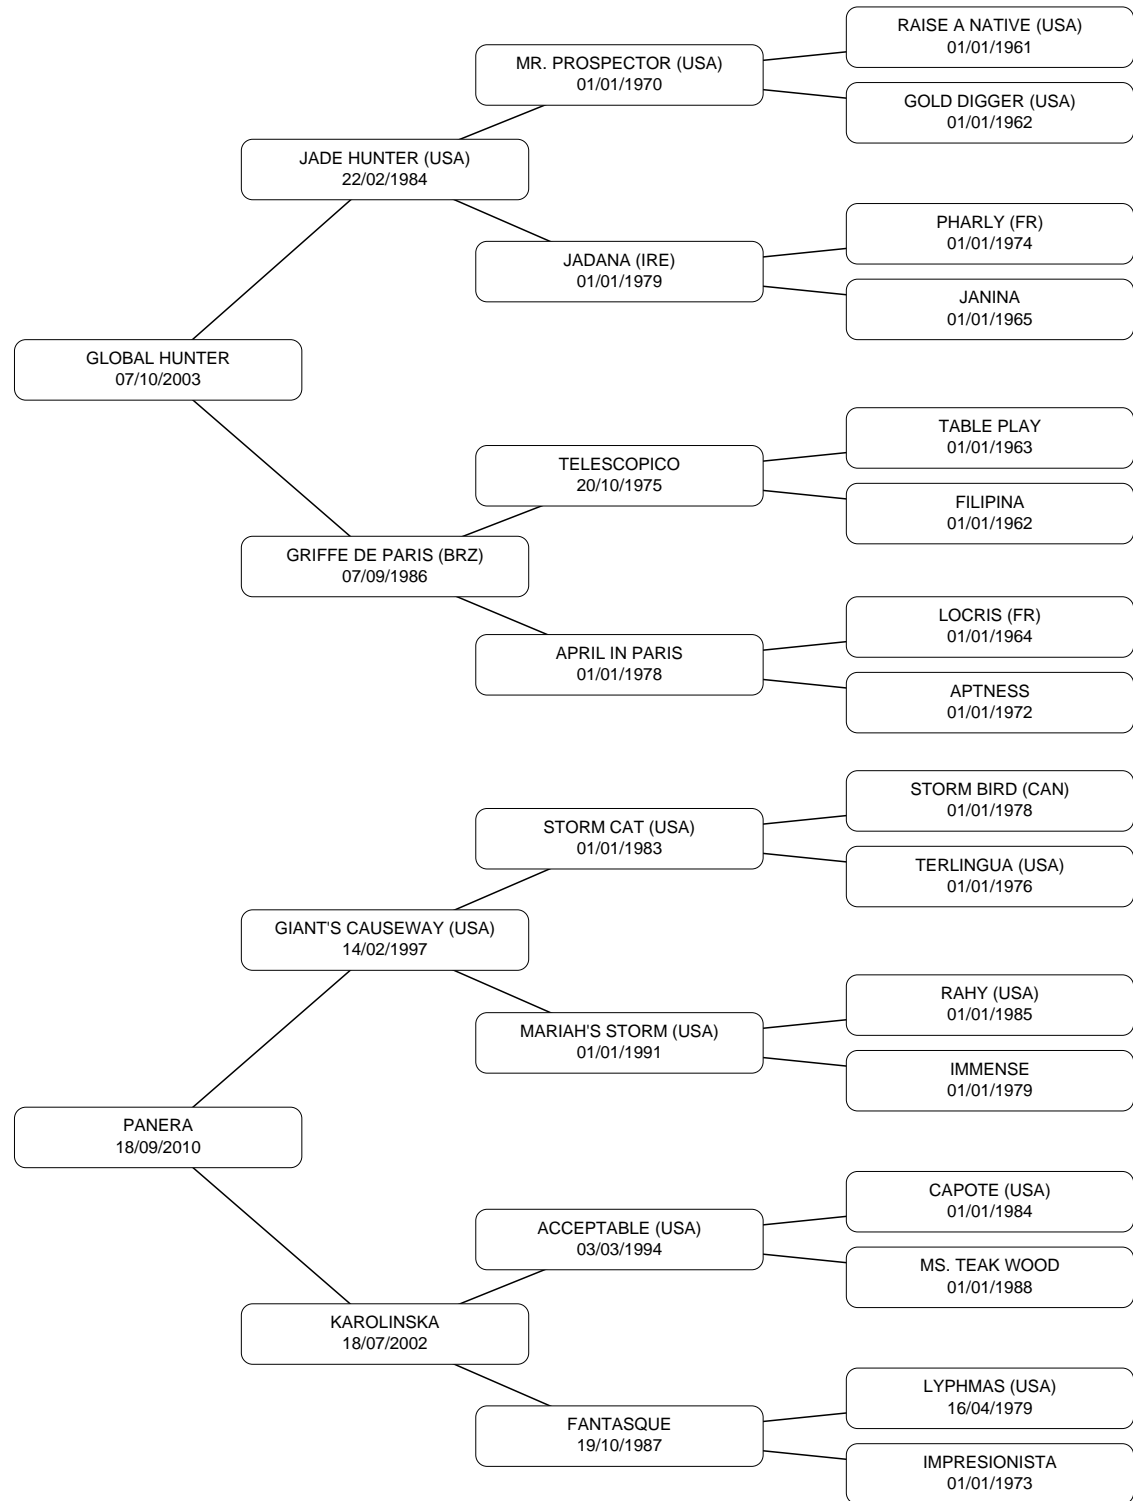 RAISE A NATIVE (USA)
01/01/1961
MR. PROSPECTOR (USA)
01/01/1970
GOLD DIGGER (USA)
01/01/1962
JADE HUNTER (USA)
22/02/1984
PHARLY (FR)
01/01/1974
JADANA (IRE)
01/01/1979
JANINA
01/01/1965
GLOBAL HUNTER
07/10/2003
TABLE PLAY
01/01/1963
TELESCOPICO
20/10/1975
FILIPINA
01/01/1962
GRIFFE DE PARIS (BRZ)
07/09/1986
LOCRIS (FR)
01/01/1964
APRIL IN PARIS
01/01/1978
APTNESS
01/01/1972
STORM BIRD (CAN)
01/01/1978
STORM CAT (USA)
01/01/1983
TERLINGUA (USA)
01/01/1976
GIANT'S CAUSEWAY (USA)
14/02/1997
RAHY (USA)
01/01/1985
MARIAH'S STORM (USA)
01/01/1991
IMMENSE
01/01/1979
PANERA
18/09/2010
CAPOTE (USA)
01/01/1984
ACCEPTABLE (USA)
03/03/1994
MS. TEAK WOOD
01/01/1988
KAROLINSKA
18/07/2002
LYPHMAS (USA)
16/04/1979
FANTASQUE
19/10/1987
IMPRESIONISTA
01/01/1973